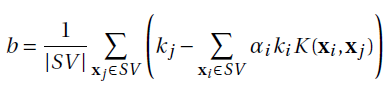 b = \frac{1}{|SV|} \sum_{\mathbf{x}_j \in SV} \left( k_j - \sum_{\mathbf{x}_i \in SV} \alpha_i k_i K(\mathbf{x}_i, \mathbf{x}_j) \right)